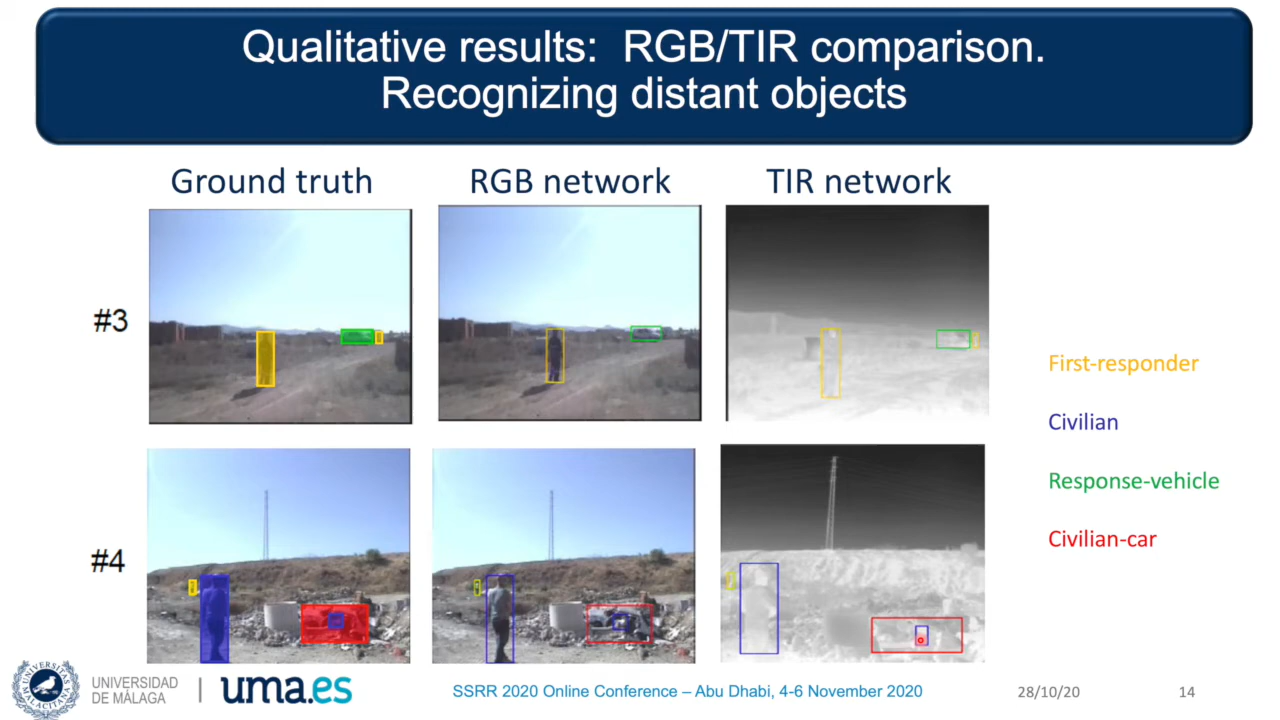 Qualitative results: RGB/TIR comparison.
Recognizing distant objects
Ground truth
RGB network
TIR network
#3
First-responder
Civilian
Response-vehicle
Civilian-car
#4
UNIVERSIDAD
DE MÁLAGA
uma.es
SSRR 2020 Online Conference – Abu Dhabi, 4-6 November 2020
28/10/20
14